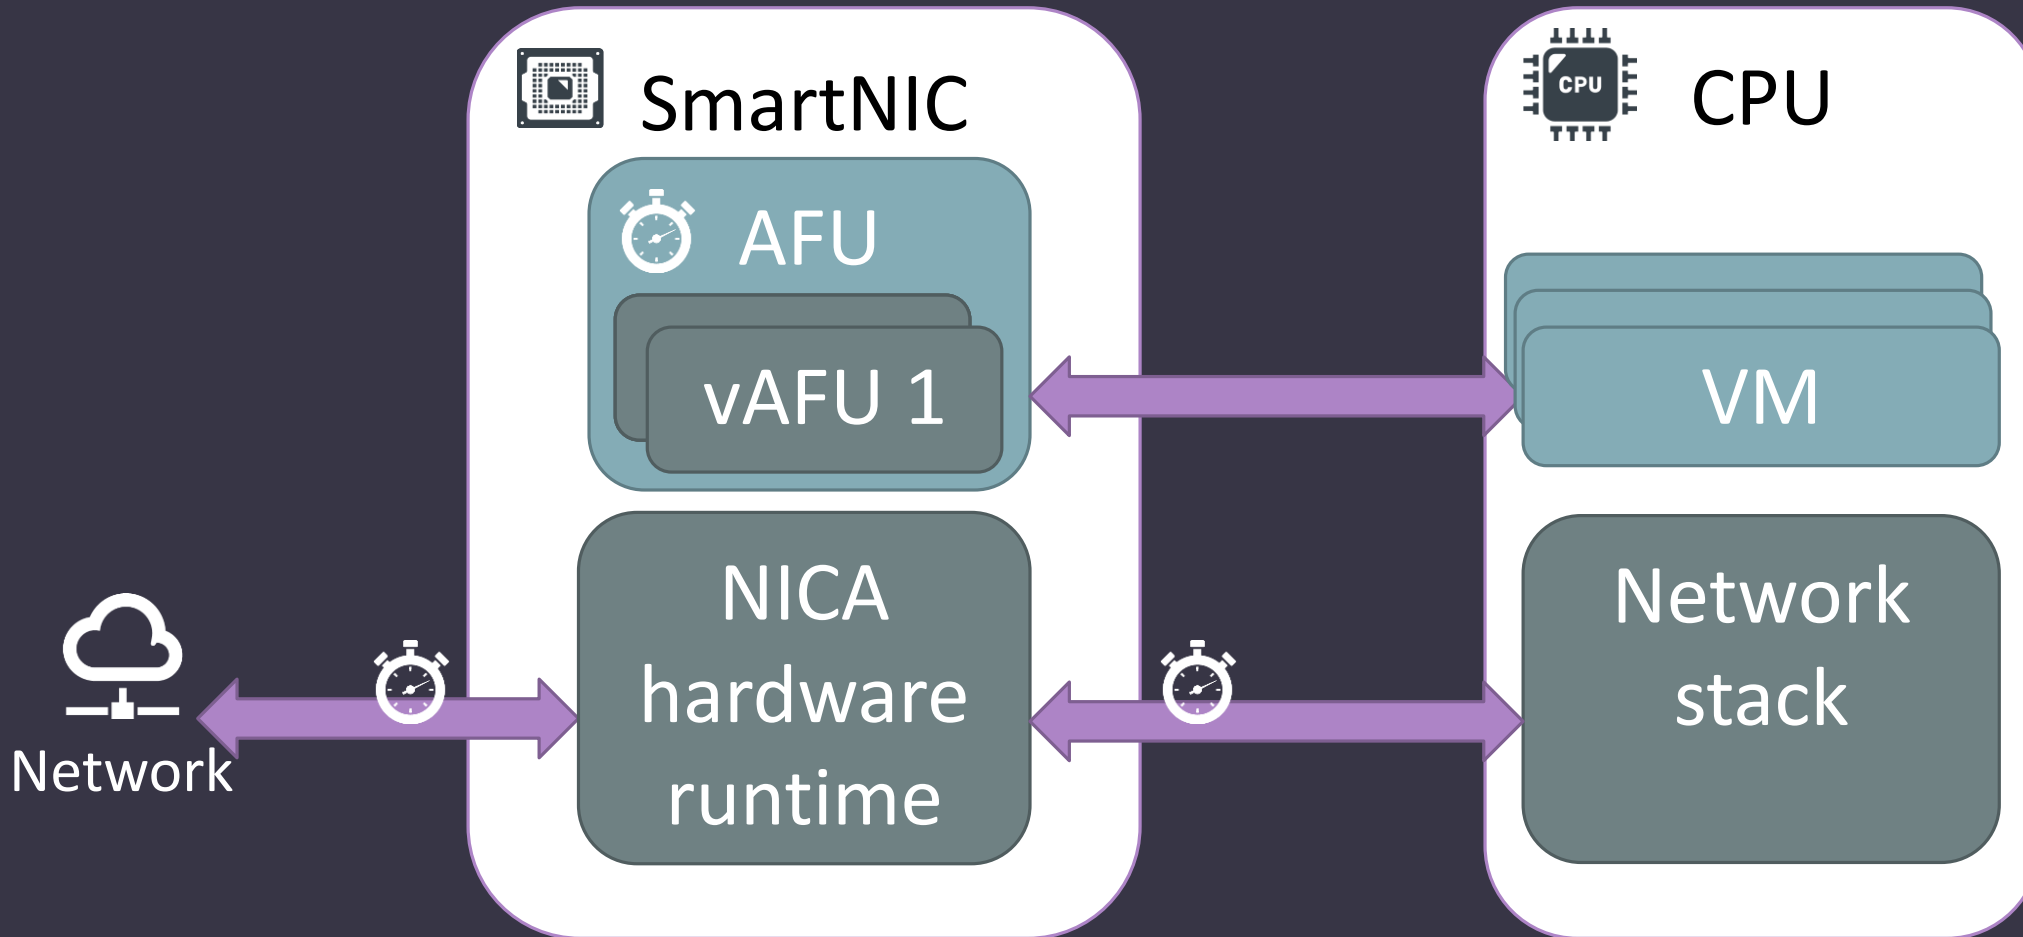 SmartNIC
AFU
vAFU 1
NICA
hardware
runtime
Network
CPU
CPU
VM
Network
stack